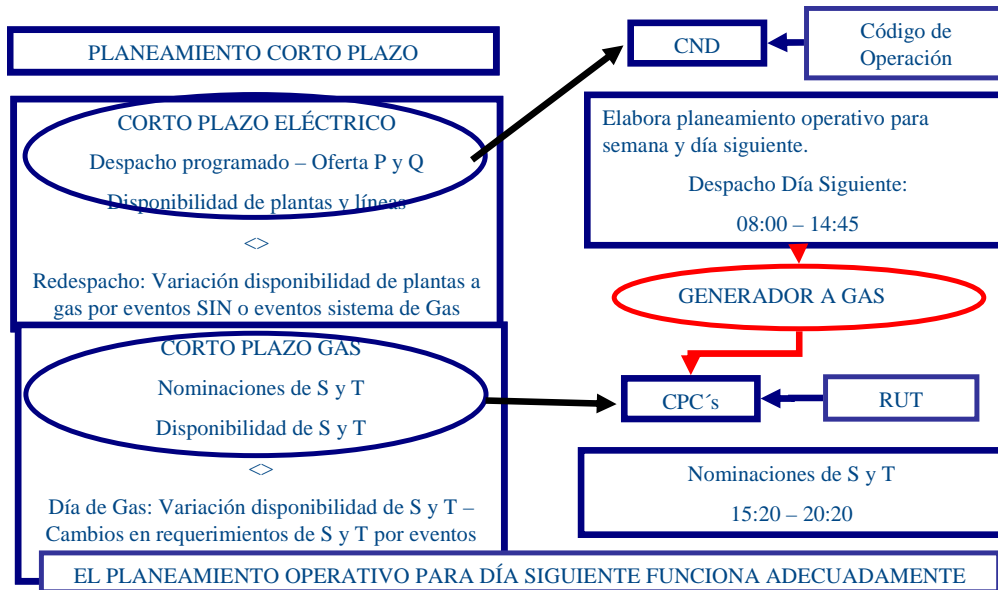 PLANEAMIENTO CORTO PLAZO
CORTO PLAZO ELÉCTRICO
Despacho programado – Oferta P y Q
Disponibilidad de plantas y líneas
<>
Redespacho: Variación disponibilidad de plantas a
gas por eventos SIN o eventos sistema de Gas
CORTO PLAZO GAS
Nominaciones de S y T
Disponibilidad de S y T
<>
Día de Gas: Variación disponibilidad de S y T –
Cambios en requerimientos de S y T por eventos
CND
Código de
Operación
Elabora planeamiento operativo para
semana y día siguiente.
Despacho Día Siguiente:
08:00 – 14:45
GENERADOR A GAS
CPC´s
RUT
Nominaciones de S y T
15:20 – 20:20
EL PLANEAMIENTO OPERATIVO PARA DÍA SIGUIENTE FUNCIONA ADECUADAMENTE